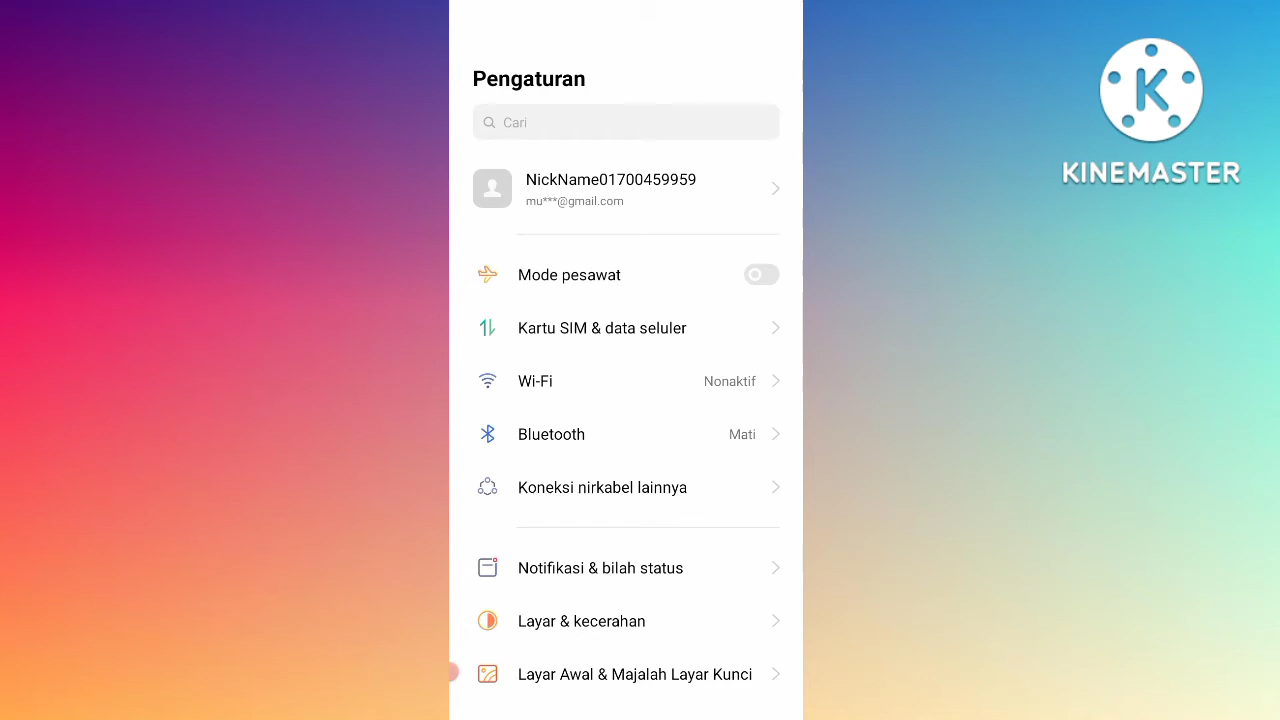 Pengaturan
Cari
NickName01700459959
mu***@gmail.com
Mode pesawat
Kartu SIM & data seluler
Wi-Fi Nonaktif
Bluetooth Mati
Koneksi nirkabel lainnya
Notifikasi & bilah status
Layar & kecerahan
Layar Awal & Majalah Layar Kunci
K
KINEMASTER